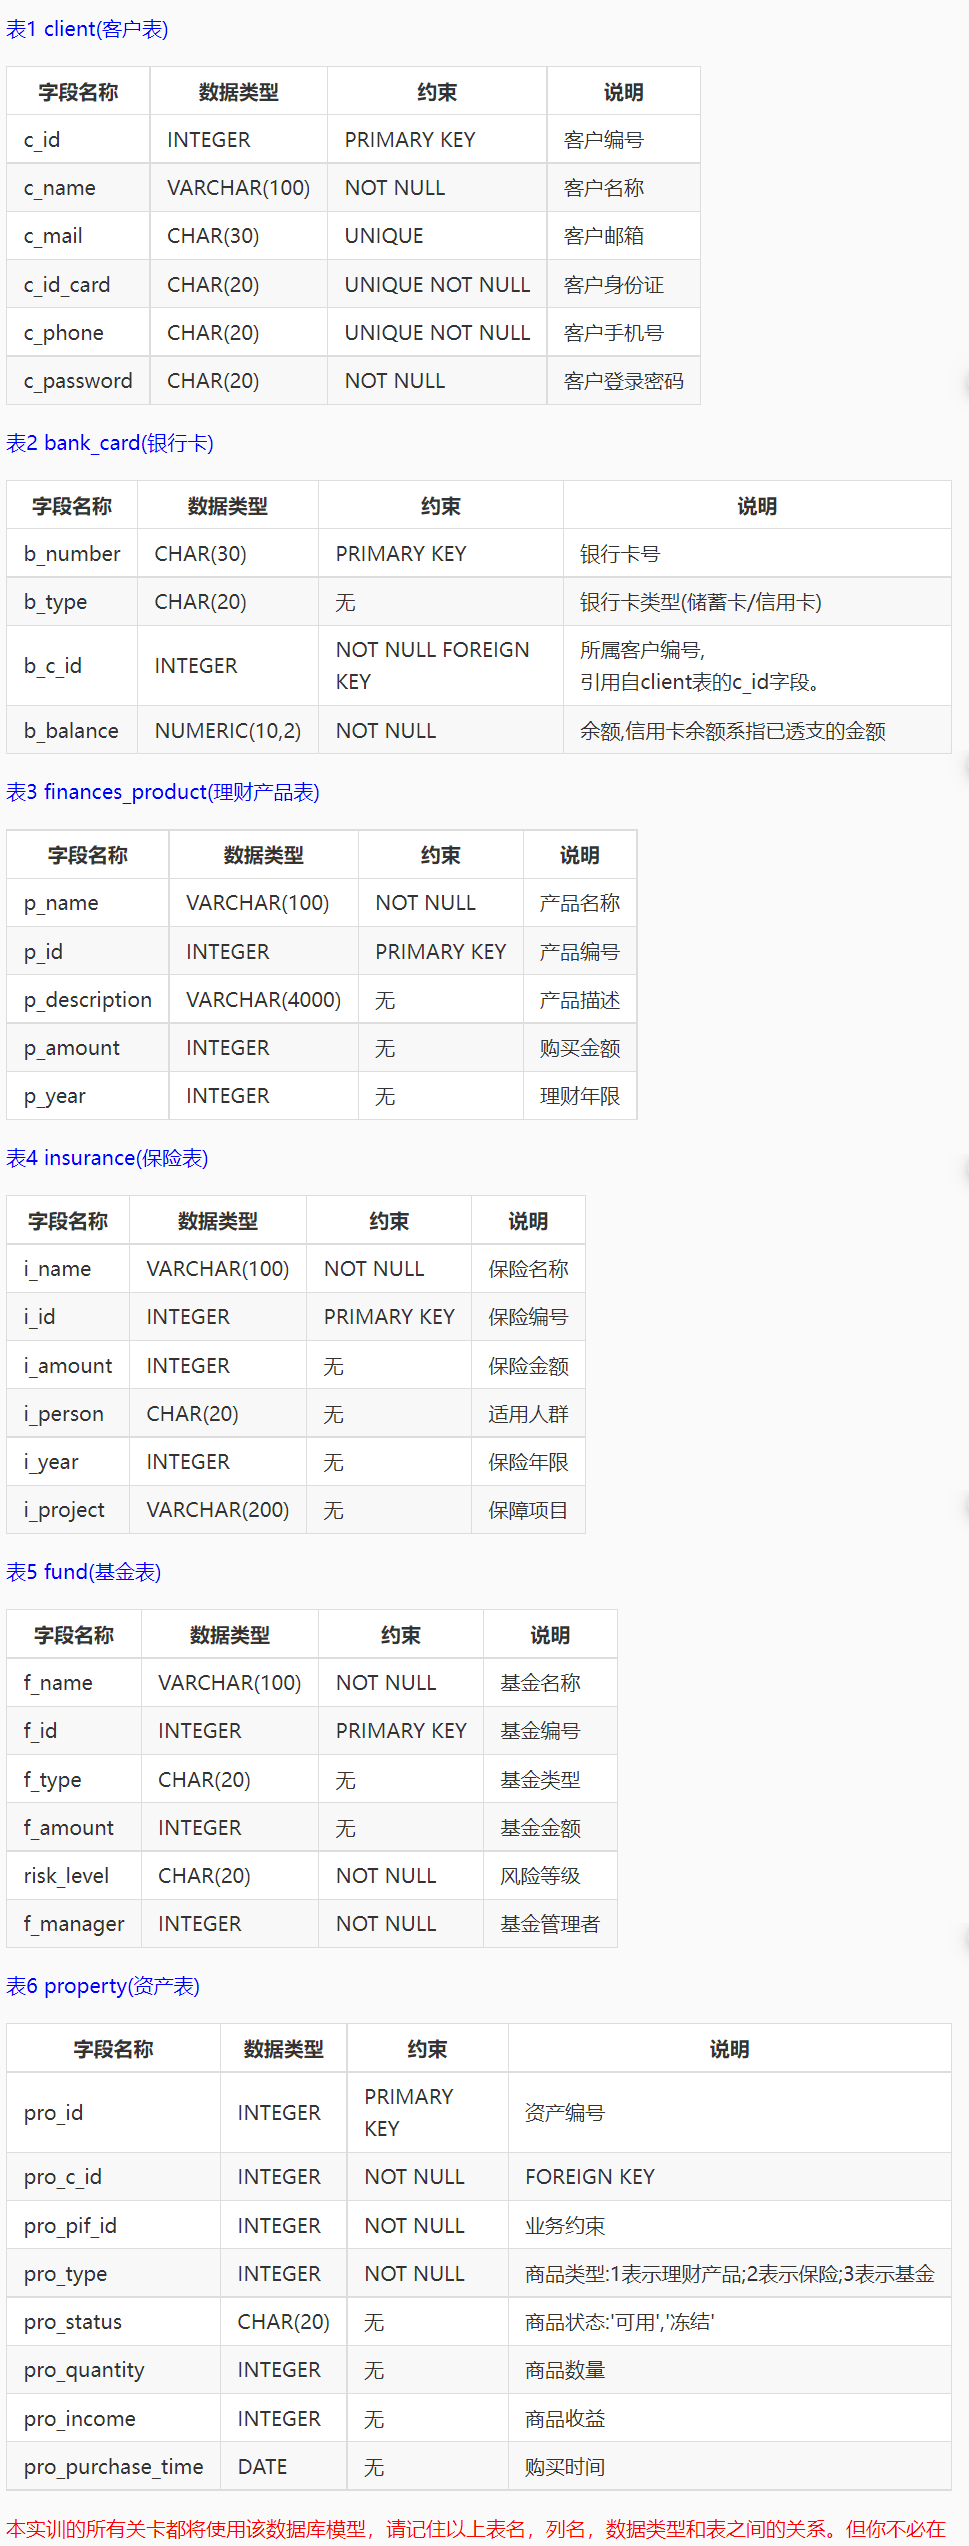 表1 client(客户表)
字段名称 数据类型 约束 说明
c_id INTEGER PRIMARY KEY 客户编号
c_name VARCHAR(100) NOT NULL 客户名称
c_mail CHAR(30) UNIQUE 客户邮箱
c_id_card CHAR(20) UNIQUE NOT NULL 客户身份证
c_phone CHAR(20) UNIQUE NOT NULL 客户手机号
c_password CHAR(20) NOT NULL 客户登录密码
表2 bank_card(银行卡)
字段名称 数据类型 约束 说明
b_number CHAR(30) PRIMARY KEY 银行卡号
b_type CHAR(20) 无 银行卡类型(储蓄卡/信用卡)
b_c_id INTEGER NOT NULL FOREIGN KEY 所属客户编号,
引用自client表的c_id字段。
b_balance NUMERIC(10,2) NOT NULL 余额,信用卡余额系指已透支的金额
表3 finances_product(理财产品表)
字段名称 数据类型 约束 说明
p_name VARCHAR(100) NOT NULL 产品名称
p_id INTEGER PRIMARY KEY 产品编号
p_description VARCHAR(4000) 无 产品描述
p_amount INTEGER 无 购买金额
p_year INTEGER 无 理财年限
表4 insurance(保险表)
字段名称 数据类型 约束 说明
i_name VARCHAR(100) NOT NULL 保险名称
i_id INTEGER PRIMARY KEY 保险编号
i_amount INTEGER 无 保险金额
i_person CHAR(20) 无 适用人群
i_year INTEGER 无 保险年限
i_project VARCHAR(200) 无 保障项目
表5 fund(基金表)
字段名称 数据类型 约束 说明
f_name VARCHAR(100) NOT NULL 基金名称
f_id INTEGER PRIMARY KEY 基金编号
f_type CHAR(20) 无 基金类型
f_amount INTEGER 无 基金金额
risk_level CHAR(20) NOT NULL 风险等级
f_manager INTEGER NOT NULL 基金管理者
表6 property(资产表)
字段名称 数据类型 约束 说明
pro_id INTEGER PRIMARY KEY 资产编号
pro_c_id INTEGER NOT NULL FOREIGN KEY
pro_pif_id INTEGER NOT NULL 业务约束
pro_type INTEGER NOT NULL 商品类型:1表示理财产品;2表示保险;3表示基金
pro_status CHAR(20) 无 商品状态:'可用','冻结'
pro_quantity INTEGER 无 商品数量
pro_income INTEGER 无 商品收益
pro_purchase_time DATE 无 购买时间
本实训的所有关卡都将使用该数据库模型，请记住以上表名，列名，数据类型和表之间的关系。但你不必在